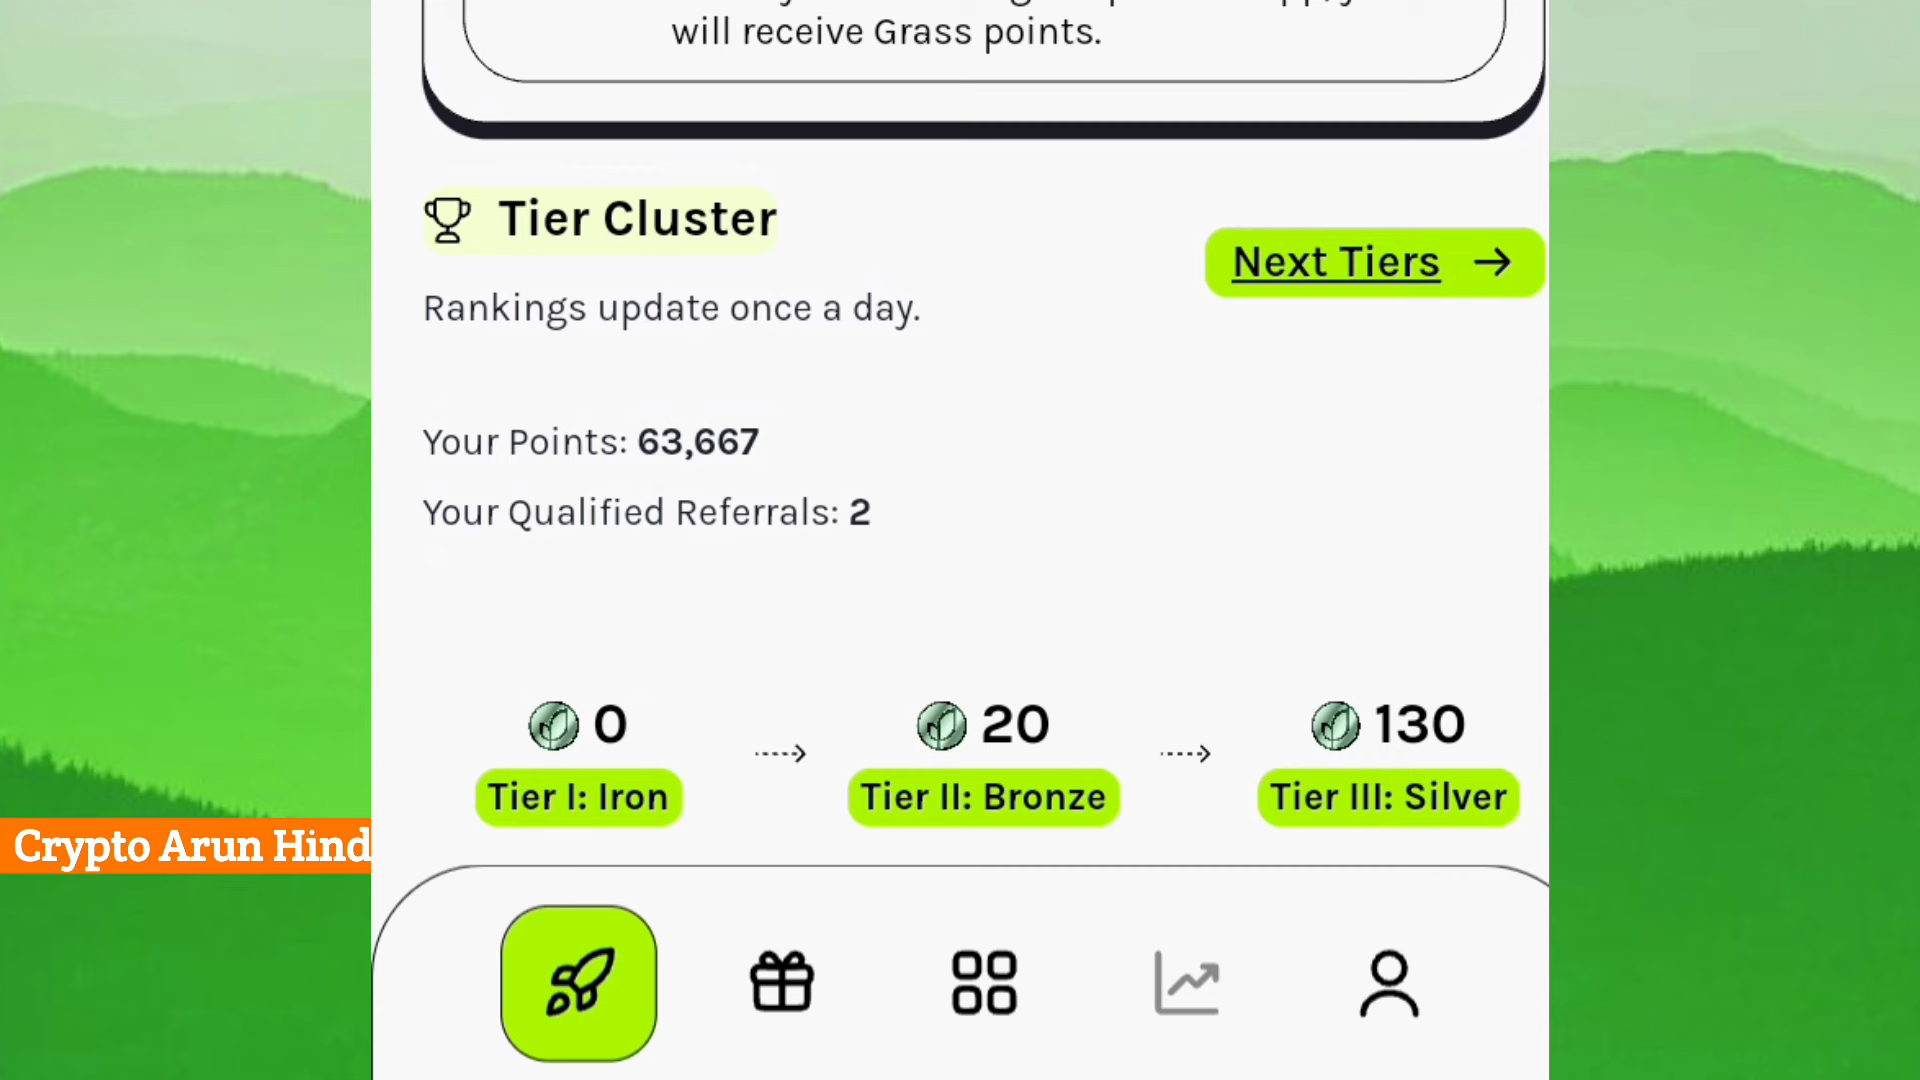 will receive Grass points.
Tier Cluster
Next Tiers
Rankings update once a day.
Your Points: 63,667
Your Qualified Referrals: 2
0
20
130
Tier I: Iron
Tier II: Bronze
Tier III: Silver
Crypto Arun Hind